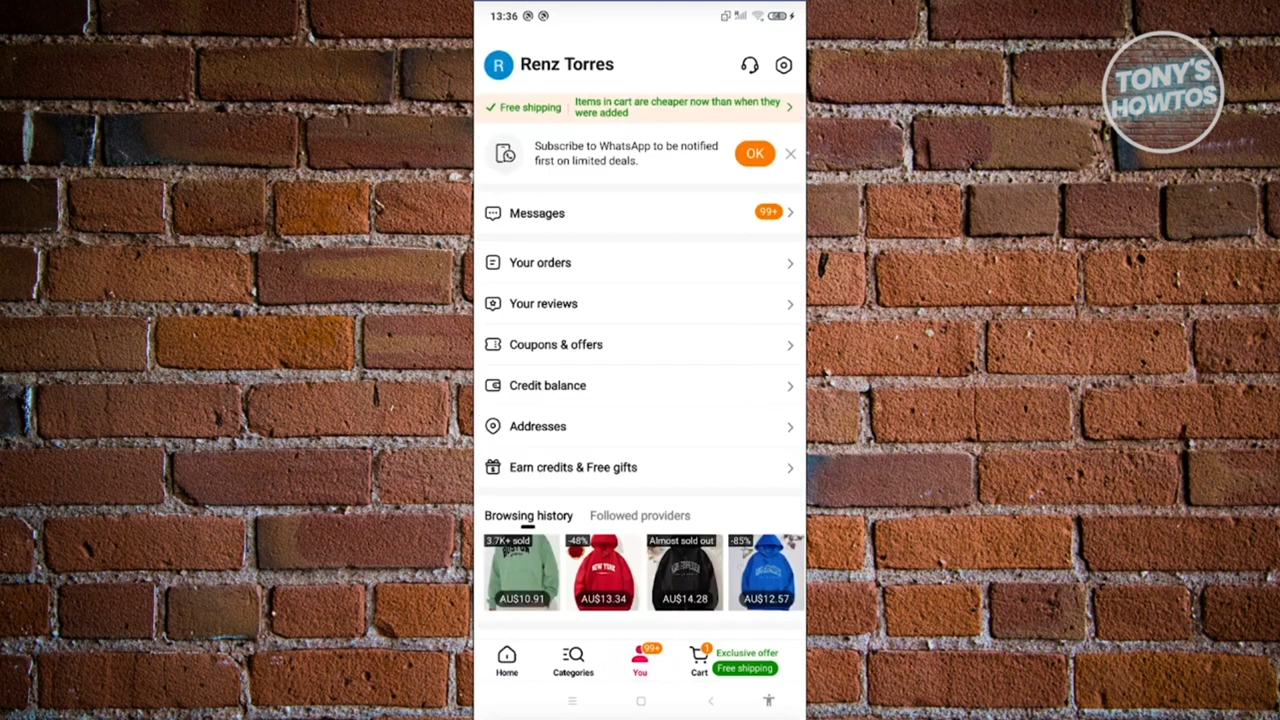 13:36
TONY'S
HOWTOS
R
Renz Torres
Free shipping
Items in cart are cheaper now than when they
were added
Subscribe to WhatsApp to be notified
first on limited deals.
OK
Messages
99+
Your orders
Your reviews
Coupons & offers
Credit balance
Addresses
Earn credits & Free gifts
Browsing history
Followed providers
3.7K+ sold
-48%
Almost sold out
-85%
NEW YORK
AU$10.91
AU$13.34
AU$14.28
AU$12.57
99+
1
Exclusive offer
Free shipping
Home
Categories
You
Cart